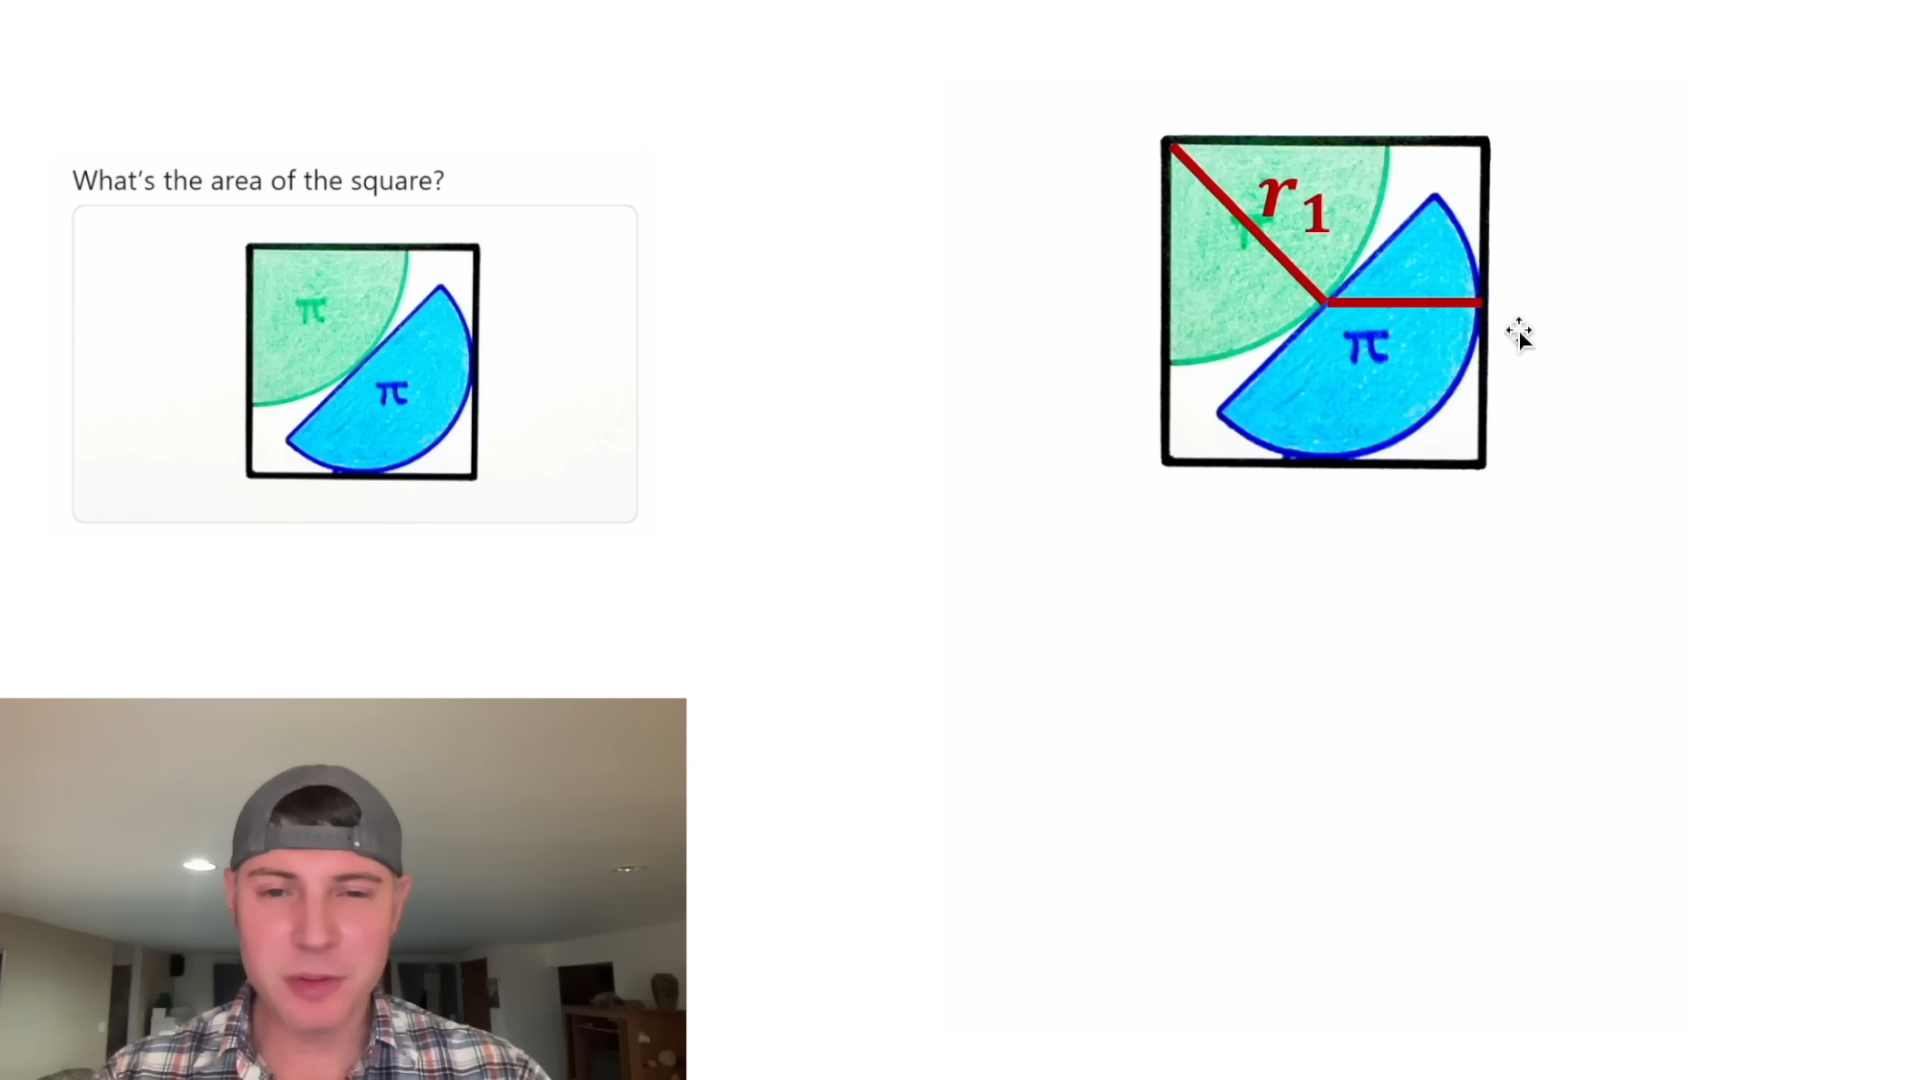 What's the area of the square?
π
π
r₁
π